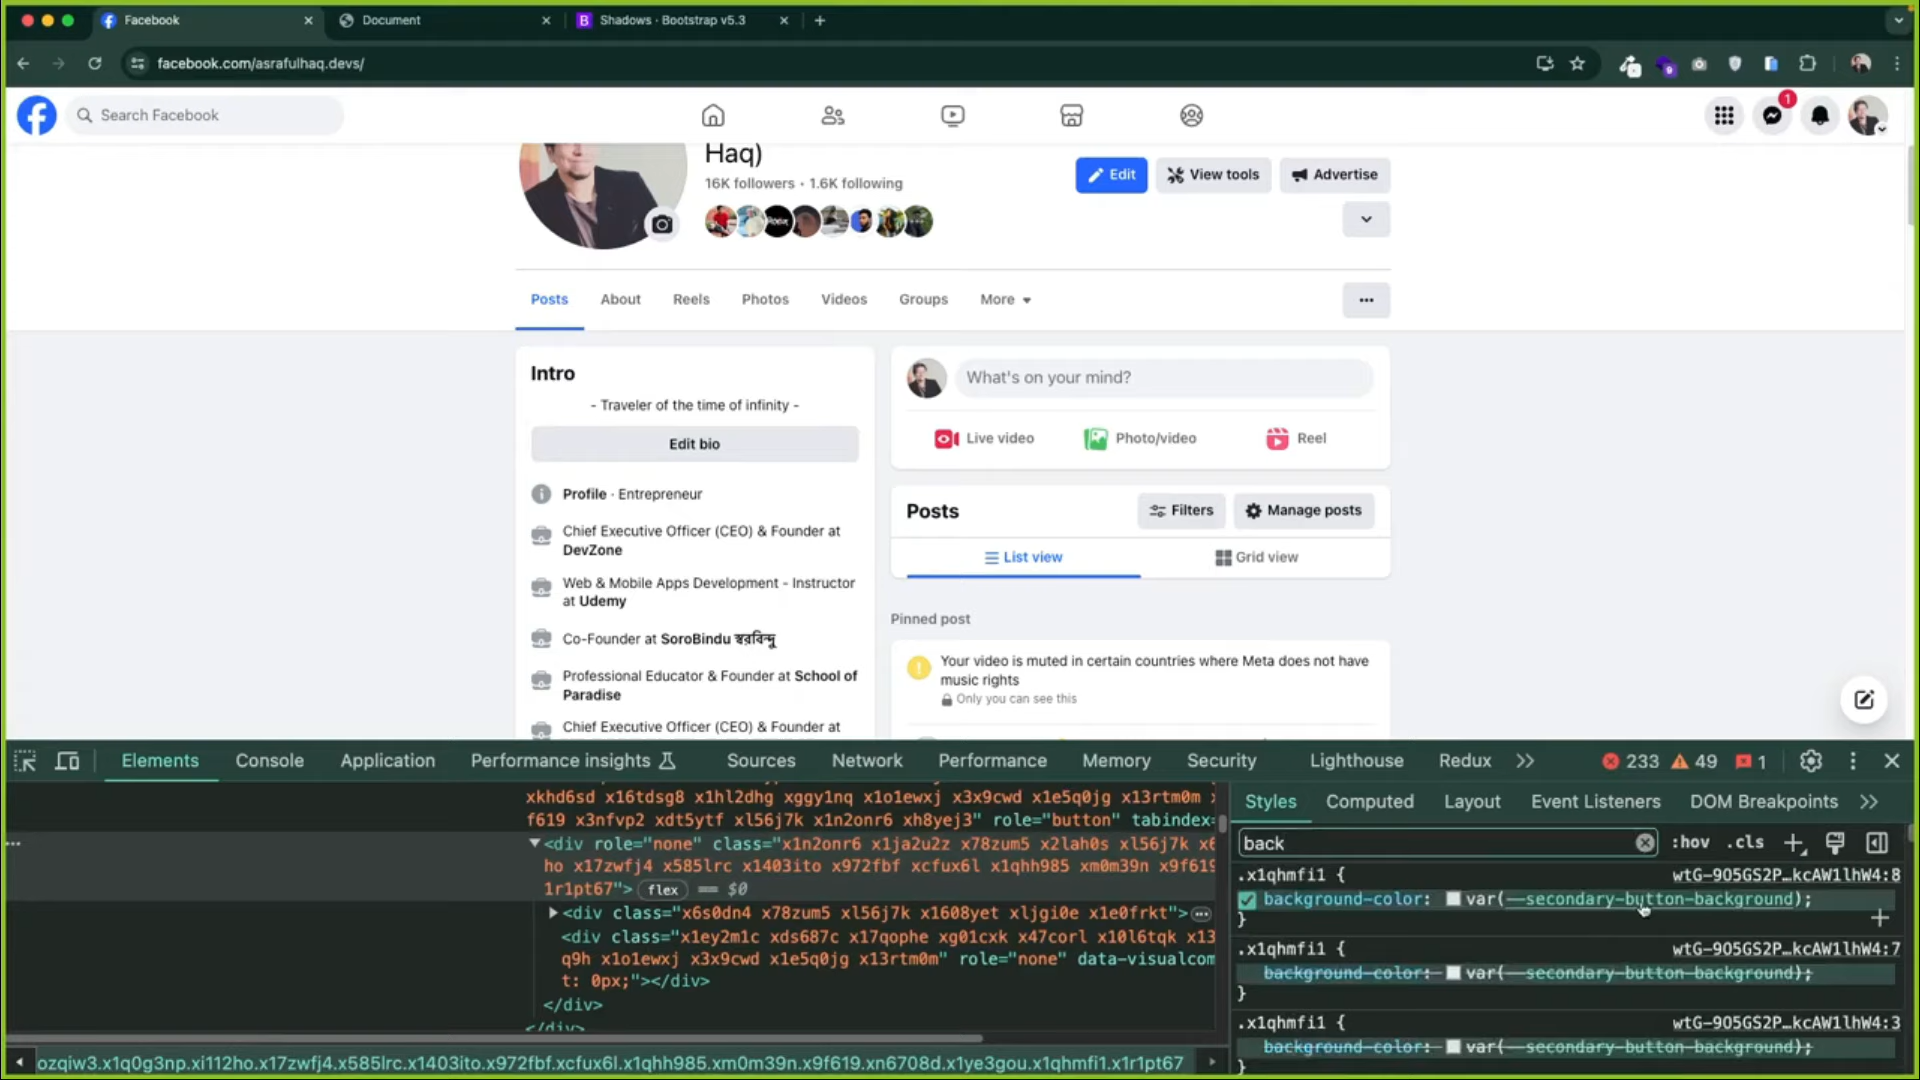 Facebook
Document
Shadows · Bootstrap v5.3
facebook.com/asrafulhaq.devs/
9
Search Facebook
1
Haq)
16K followers • 1.6K following
Edit
View tools
Advertise
Posts
About
Reels
Photos
Videos
Groups
More
Intro
- Traveler of the time of infinity -
Edit bio
Profile · Entrepreneur
Chief Executive Officer (CEO) & Founder at
DevZone
Web & Mobile Apps Development - Instructor
at Udemy
Co-Founder at SoroBindu স্বরবিন্দু
Professional Educator & Founder at School of
Paradise
Chief Executive Officer (CEO) & Founder at
What's on your mind?
Live video
Photo/video
Reel
Posts
Filters
Manage posts
List view
Grid view
Pinned post
Your video is muted in certain countries where Meta does not have
music rights
Only you can see this
Elements
Console
Application
Performance insights
Sources
Network
Performance
Memory
Security
Lighthouse
Redux
233
49
1
xkhd6sd x16tdsg8 x1hl2dhg xggy1nq x1o1ewxj x3x9cwd x1e5q0jg x13rtm0m
f619 x3nfvp2 xdt5ytf xl56j7k x1n2onr6 xh8yej3" role="button" tabindex=
<div role="none" class="x1n2onr6 x1ja2u2z x78zum5 x2lah0s xl56j7k x6
ho x17zwfj4 x585lrc x1403ito x972fbf xcfux6l x1qhh985 xm0m39n x9f619
1r1pt67"> flex == $0
<div class="x6s0dn4 x78zum5 xl56j7k x1608yet xljgi0e x1e0frkt">
<div class="x1ey2m1c xds687c x17qophe xg01cxk x47corl x10l6tqk x13
q9h x1o1ewxj x3x9cwd x1e5q0jg x13rtm0m" role="none" data-visualcom
t: 0px;"></div>
</div>
</div>
ozqiw3.x1q0g3np.xi112ho.x17zwfj4.x585lrc.x1403ito.x972fbf.xcfux6l.x1qhh985.xm0m39n.x9f619.xn6708d.x1ye3gou.x1qhmfi1.x1r1pt67
Styles
Computed
Layout
Event Listeners
DOM Breakpoints
back
:hov
.cls
.x1qhmfi1 {
wtG-9O5GS2P…kcAW1lhW4:8
background-color: var(--secondary-button-background);
}
.x1qhmfi1 {
wtG-9O5GS2P…kcAW1lhW4:7
background-color: var(--secondary-button-background);
}
.x1qhmfi1 {
wtG-9O5GS2P…kcAW1lhW4:3
background-color: var(--secondary-button-background);
}